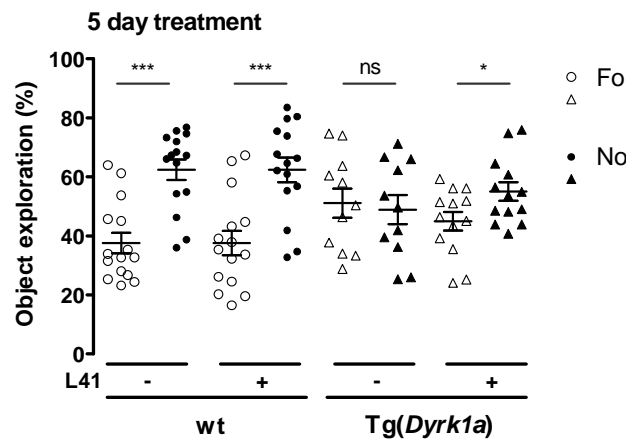 5 day treatment
Object exploration (%)
100
80
60
40
20
0
*** *** ns *
Fo
No
L41 - + - +
wt Tg(Dyrk1a)